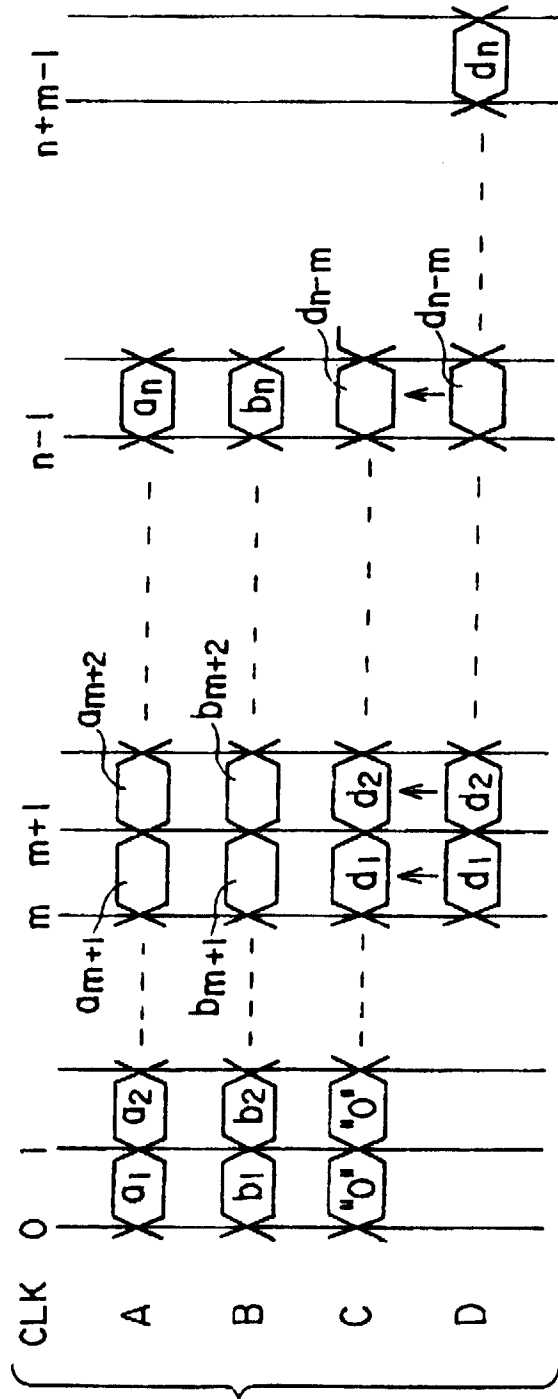 CLK 0 1 m m+1 n-1 n+m-1
A a1 a2 am+1 am+2 an
B b1 b2 bm+1 bm+2 bn
C "0" "0" d1 d2 dn-m
D d1 d2 dn-m dn